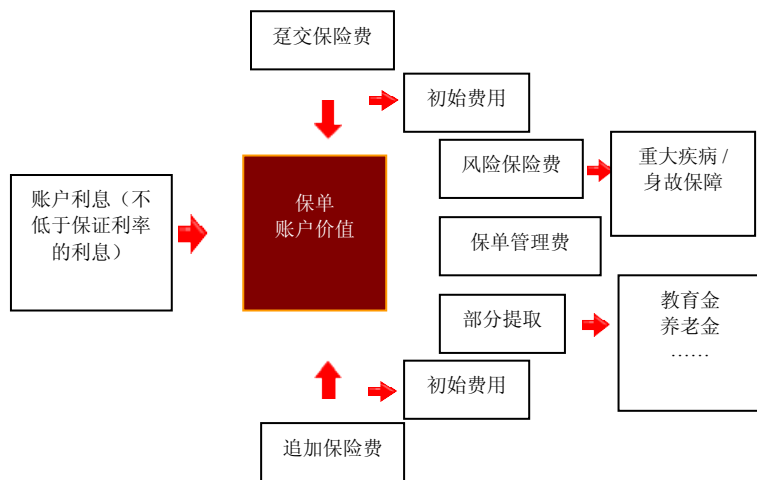 趸交保险费
初始费用
风险保险费
重大疾病 /
身故保障
账户利息（不
低于保证利率
的利息）
保单
账户价值
保单管理费
部分提取
教育金
养老金
……
初始费用
追加保险费